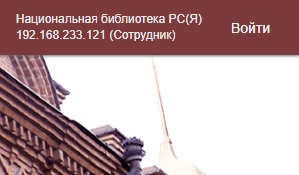 Национальная библиотека РС(Я)
192.168.233.121 (Сотрудник)
Войти